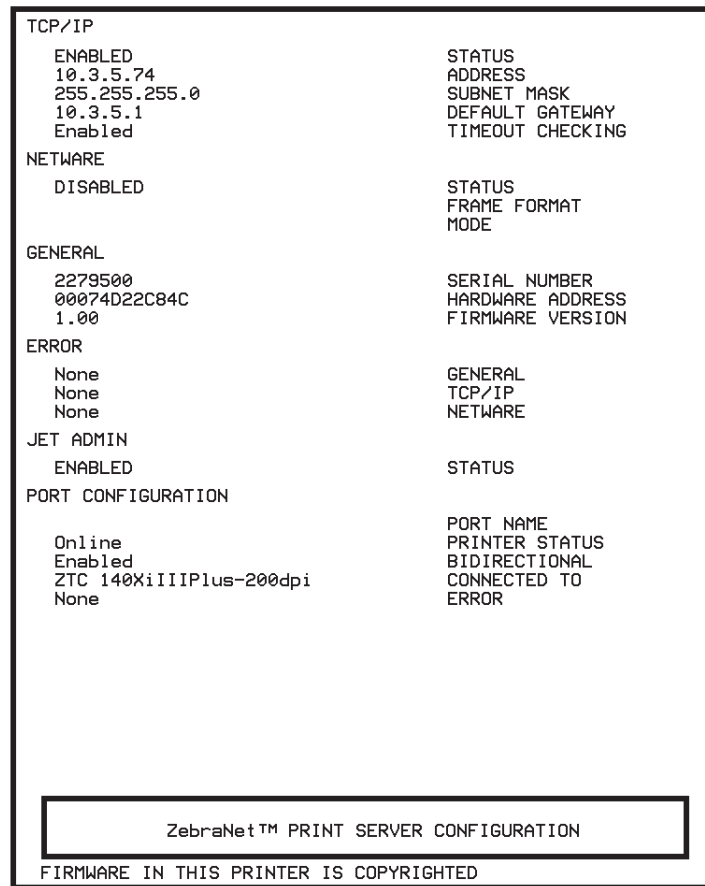 TCP/IP
ENABLED STATUS
10.3.5.74 ADDRESS
255.255.255.0 SUBNET MASK
10.3.5.1 DEFAULT GATEWAY
Enabled TIMEOUT CHECKING
NETWARE
DISABLED STATUS
FRAME FORMAT
MODE
GENERAL
2279500 SERIAL NUMBER
00074D22C84C HARDWARE ADDRESS
1.00 FIRMWARE VERSION
ERROR
None GENERAL
None TCP/IP
None NETWARE
JET ADMIN
ENABLED STATUS
PORT CONFIGURATION
PORT NAME
Online PRINTER STATUS
Enabled BIDIRECTIONAL
ZTC 140XiIIIPlus-200dpi CONNECTED TO
None ERROR
ZebraNet™ PRINT SERVER CONFIGURATION
FIRMWARE IN THIS PRINTER IS COPYRIGHTED